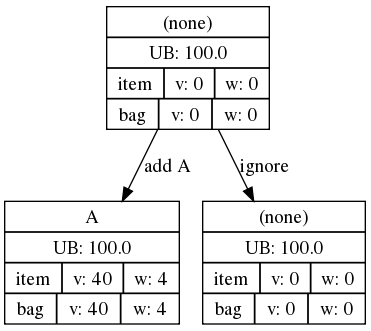 (none)
UB: 100.0
item v: 0 w: 0
bag v: 0 w: 0
add A ignore
A
UB: 100.0
item v: 40 w: 4
bag v: 40 w: 4
(none)
UB: 100.0
item v: 0 w: 0
bag v: 0 w: 0